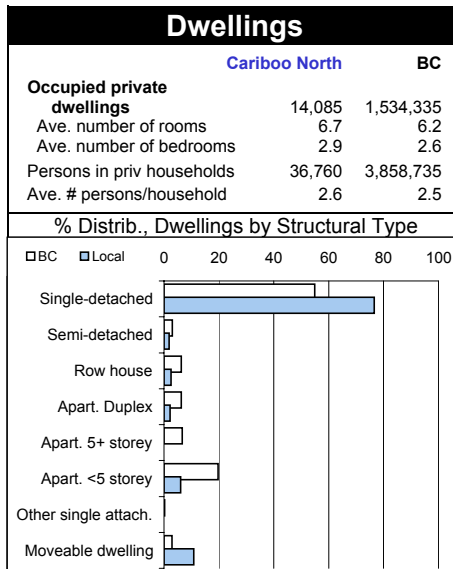 Dwellings
Cariboo North BC
Occupied private
dwellings 14,085 1,534,335
Ave. number of rooms 6.7 6.2
Ave. number of bedrooms 2.9 2.6
Persons in priv households 36,760 3,858,735
Ave. # persons/household 2.6 2.5
% Distrib., Dwellings by Structural Type
BC Local 0 20 40 60 80 100
Single-detached
Semi-detached
Row house
Apart. Duplex
Apart. 5+ storey
Apart. <5 storey
Other single attach.
Moveable dwelling